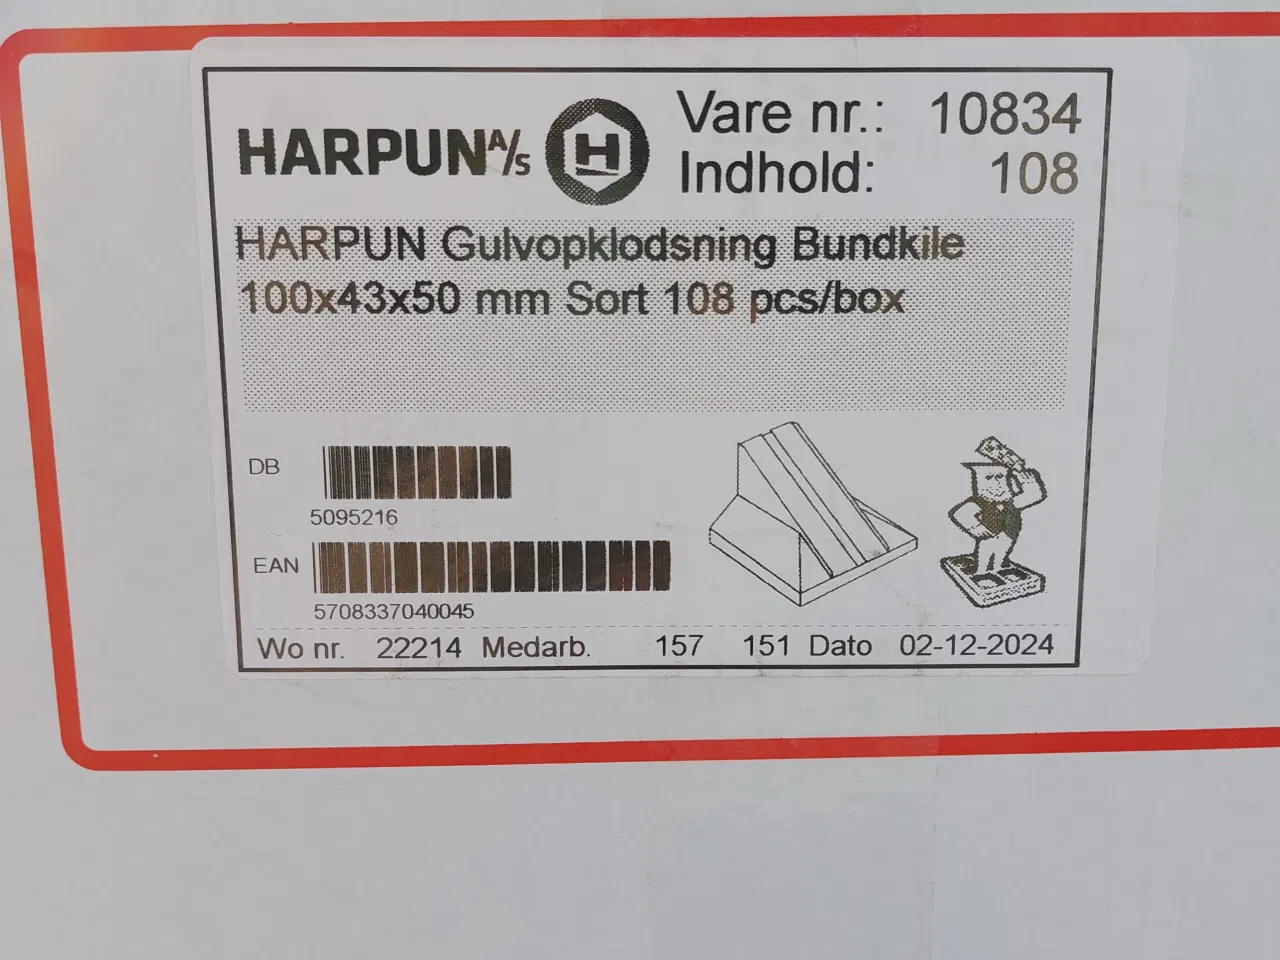 HARPUN A/S H Vare nr.: 10834
Indhold: 108
HARPUN Gulvopklodsning Bundkile
100x43x50 mm Sort 108 pcs/box
DB
5095216
EAN
5708337040045
Wo nr. 22214 Medarb. 157 151 Dato 02-12-2024